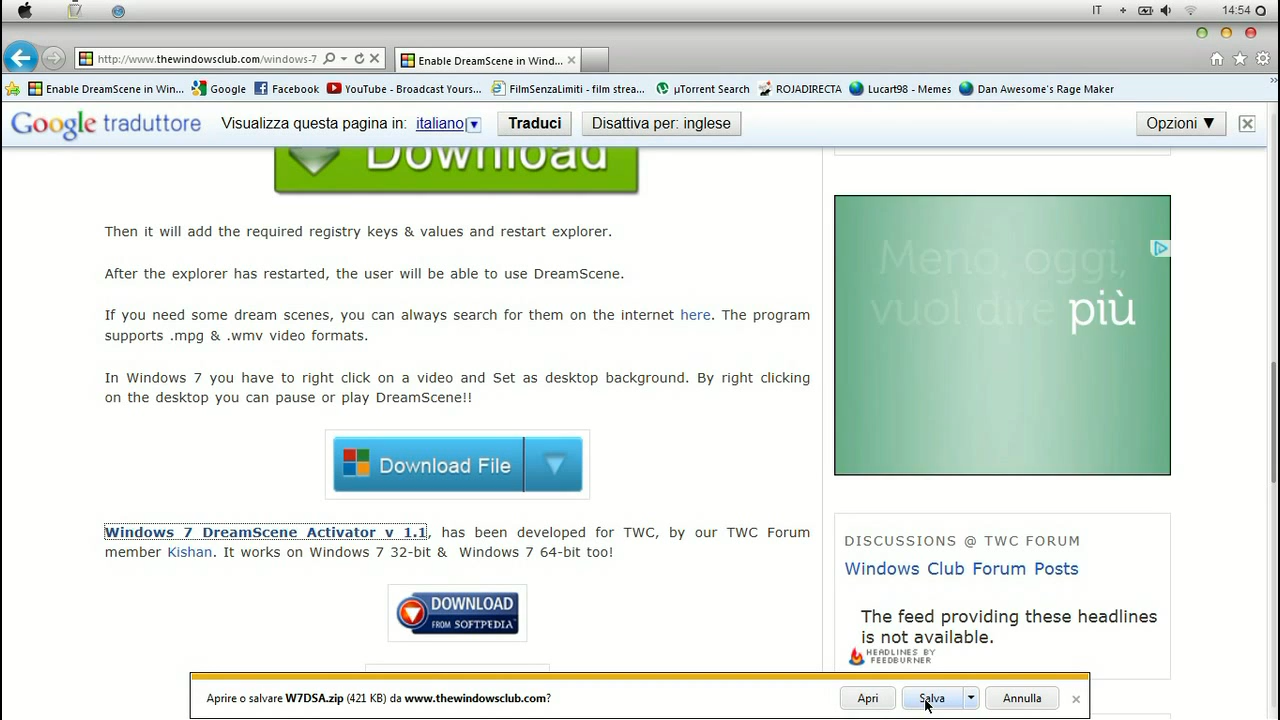 IT
14:54
http://www.thewindowsclub.com/windows-7
Enable DreamScene in Wind...
Enable DreamScene in Win...
Google
Facebook
YouTube - Broadcast Yours...
FilmSenzaLimiti - film strea...
µTorrent Search
ROJADIRECTA
Lucart98 - Memes
Dan Awesome's Rage Maker
Google traduttore
Visualizza questa pagina in: italiano
Traduci
Disattiva per: inglese
Opzioni ▼
Download
Then it will add the required registry keys & values and restart explorer.
After the explorer has restarted, the user will be able to use DreamScene.
If you need some dream scenes, you can always search for them on the internet here. The program
supports .mpg & .wmv video formats.
In Windows 7 you have to right click on a video and Set as desktop background. By right clicking
on the desktop you can pause or play DreamScene!!
Download File
Windows 7 DreamScene Activator v 1.1, has been developed for TWC, by our TWC Forum
member Kishan. It works on Windows 7 32-bit & Windows 7 64-bit too!
DOWNLOAD
FROM SOFTPEDIA
Meno, oggi,
vuol dire più
DISCUSSIONS @ TWC FORUM
Windows Club Forum Posts
The feed providing these headlines
is not available.
HEADLINES BY
FEEDBURNER
Aprire o salvare W7DSA.zip (421 KB) da www.thewindowsclub.com?
Apri
Salva
Annulla